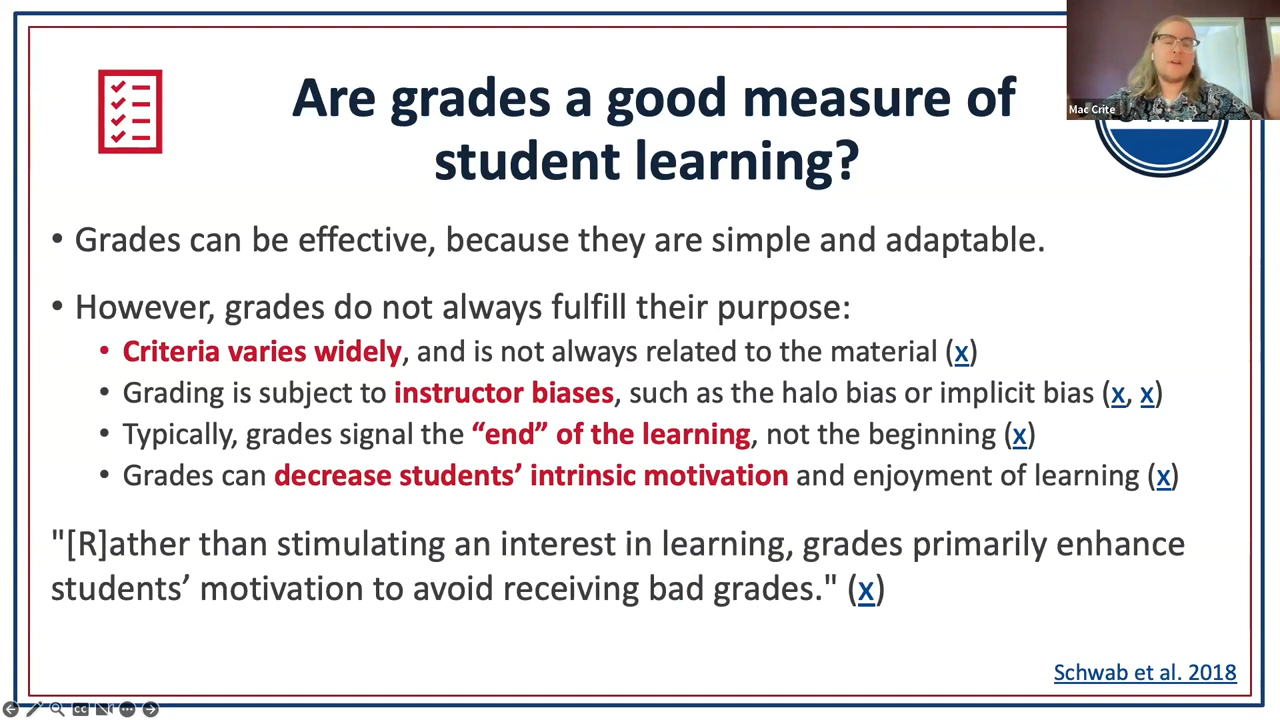 Are grades a good measure of
student learning?
Mac Crite
• Grades can be effective, because they are simple and adaptable.
• However, grades do not always fulfill their purpose:
• Criteria varies widely, and is not always related to the material (x)
• Grading is subject to instructor biases, such as the halo bias or implicit bias (x, x)
• Typically, grades signal the “end” of the learning, not the beginning (x)
• Grades can decrease students’ intrinsic motivation and enjoyment of learning (x)
"[R]ather than stimulating an interest in learning, grades primarily enhance
students’ motivation to avoid receiving bad grades." (x)
Schwab et al. 2018
CC